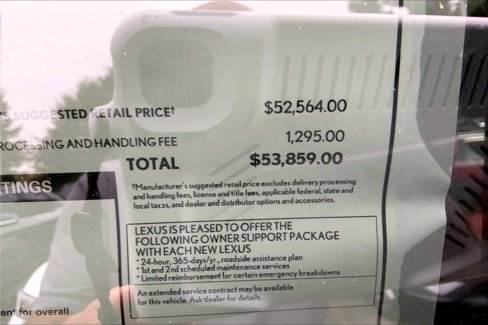 'S SUGGESTED RETAIL PRICE† $52,564.00
PROCESSING AND HANDLING FEE 1,295.00
TOTAL $53,859.00
†Manufacturer's suggested retail price excludes delivery processing
and handling fees, license and title fees, applicable federal, state and
local taxes, and dealer and distributor options and accessories.
TINGS
LEXUS IS PLEASED TO OFFER THE
FOLLOWING OWNER SUPPORT PACKAGE
WITH EACH NEW LEXUS
* 24-hour, 365-days/yr., roadside assistance plan
* 1st and 2nd scheduled maintenance services
* Limited reimbursement for certain emergency breakdowns
An extended service contract may be available
for this vehicle. Ask dealer for details.
ent for overall